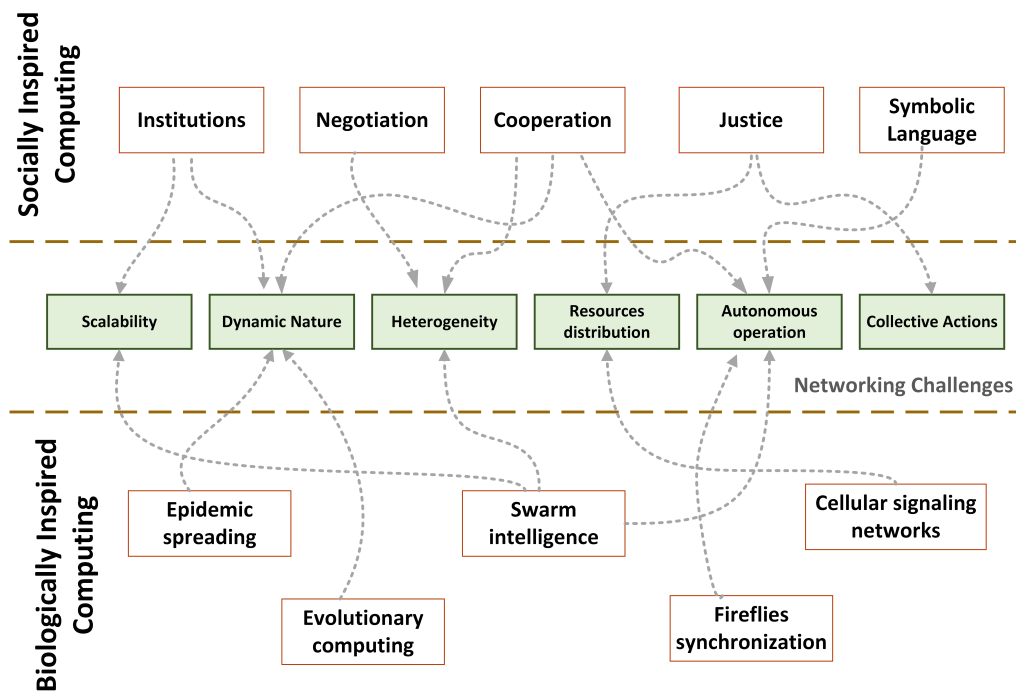 Socially Inspired
Computing
Institutions
Negotiation
Cooperation
Justice
Symbolic
Language
Scalability
Dynamic Nature
Heterogeneity
Resources
distribution
Autonomous
operation
Collective Actions
Networking Challenges
Biologically Inspired
Computing
Epidemic
spreading
Swarm
intelligence
Cellular signaling
networks
Evolutionary
computing
Fireflies
synchronization